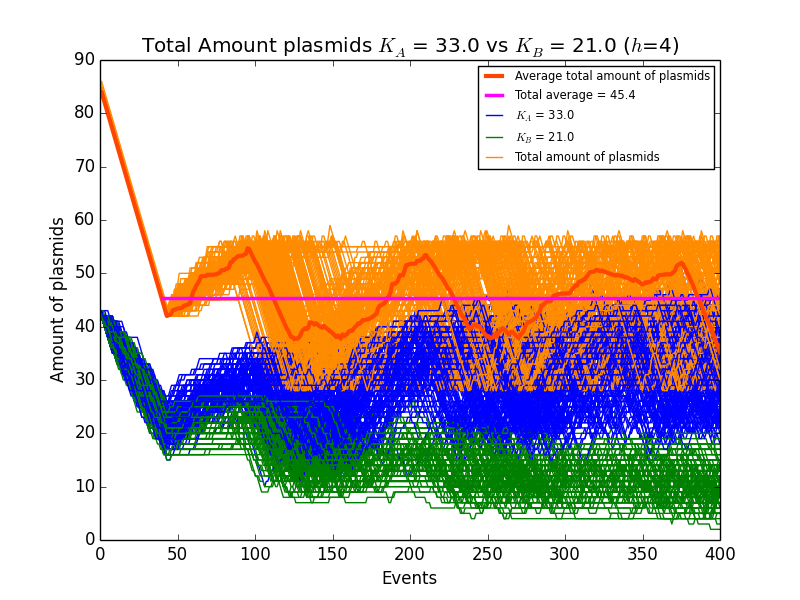 Total Amount plasmids K_A = 33.0 vs K_B = 21.0 (h=4)
Average total amount of plasmids
Total average = 45.4
K_A = 33.0
K_B = 21.0
Total amount of plasmids
Amount of plasmids
90
80
70
60
50
40
30
20
10
0
0 50 100 150 200 250 300 350 400
Events